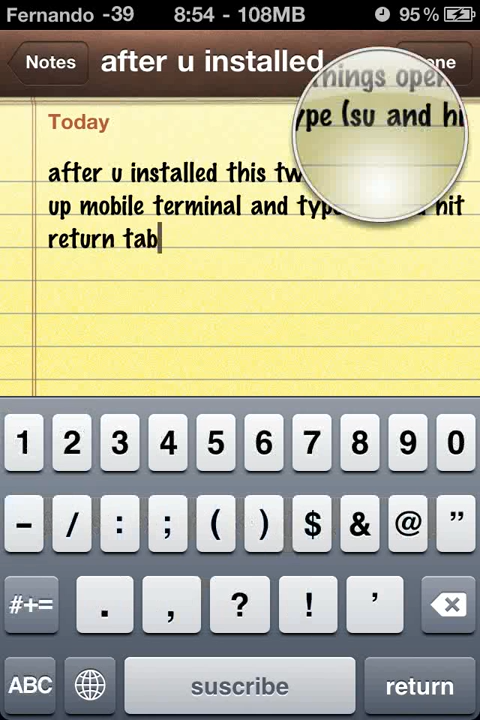 Fernando -39 8:54 - 108MB 95%
Notes after u installed
things open
ype (su and hi
Today
after u installed this tw
up mobile terminal and typ hit
return tab
1 2 3 4 5 6 7 8 9 0
- / : ; ( ) $ & @ ”
#+= . , ? ! ’
ABC suscribe return